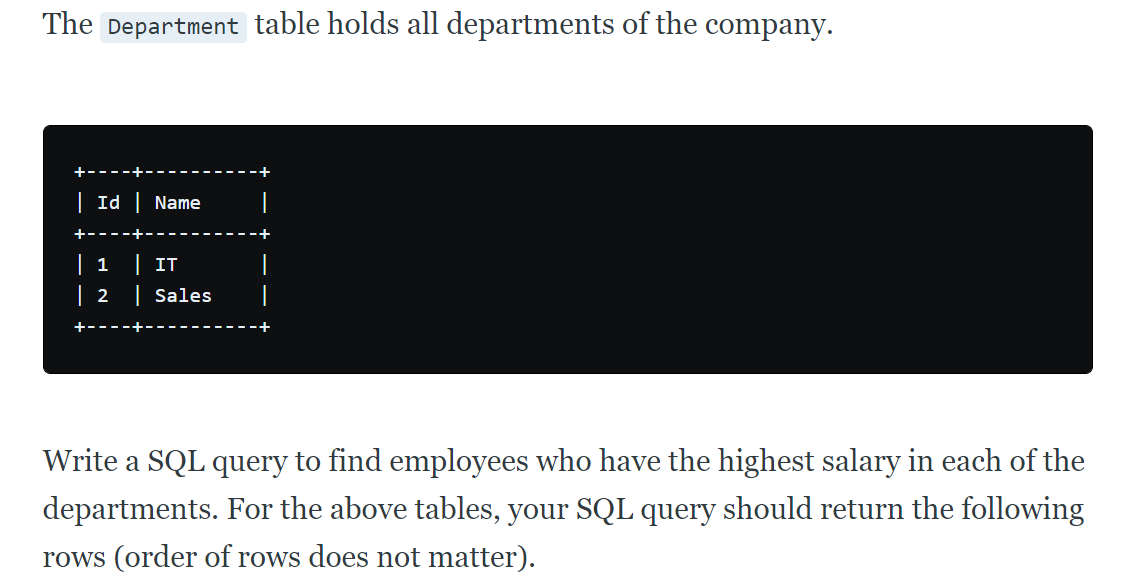 The Department table holds all departments of the company.
+----+----------+
| Id | Name     |
+----+----------+
| 1  | IT       |
| 2  | Sales    |
+----+----------+
Write a SQL query to find employees who have the highest salary in each of the
departments. For the above tables, your SQL query should return the following
rows (order of rows does not matter).